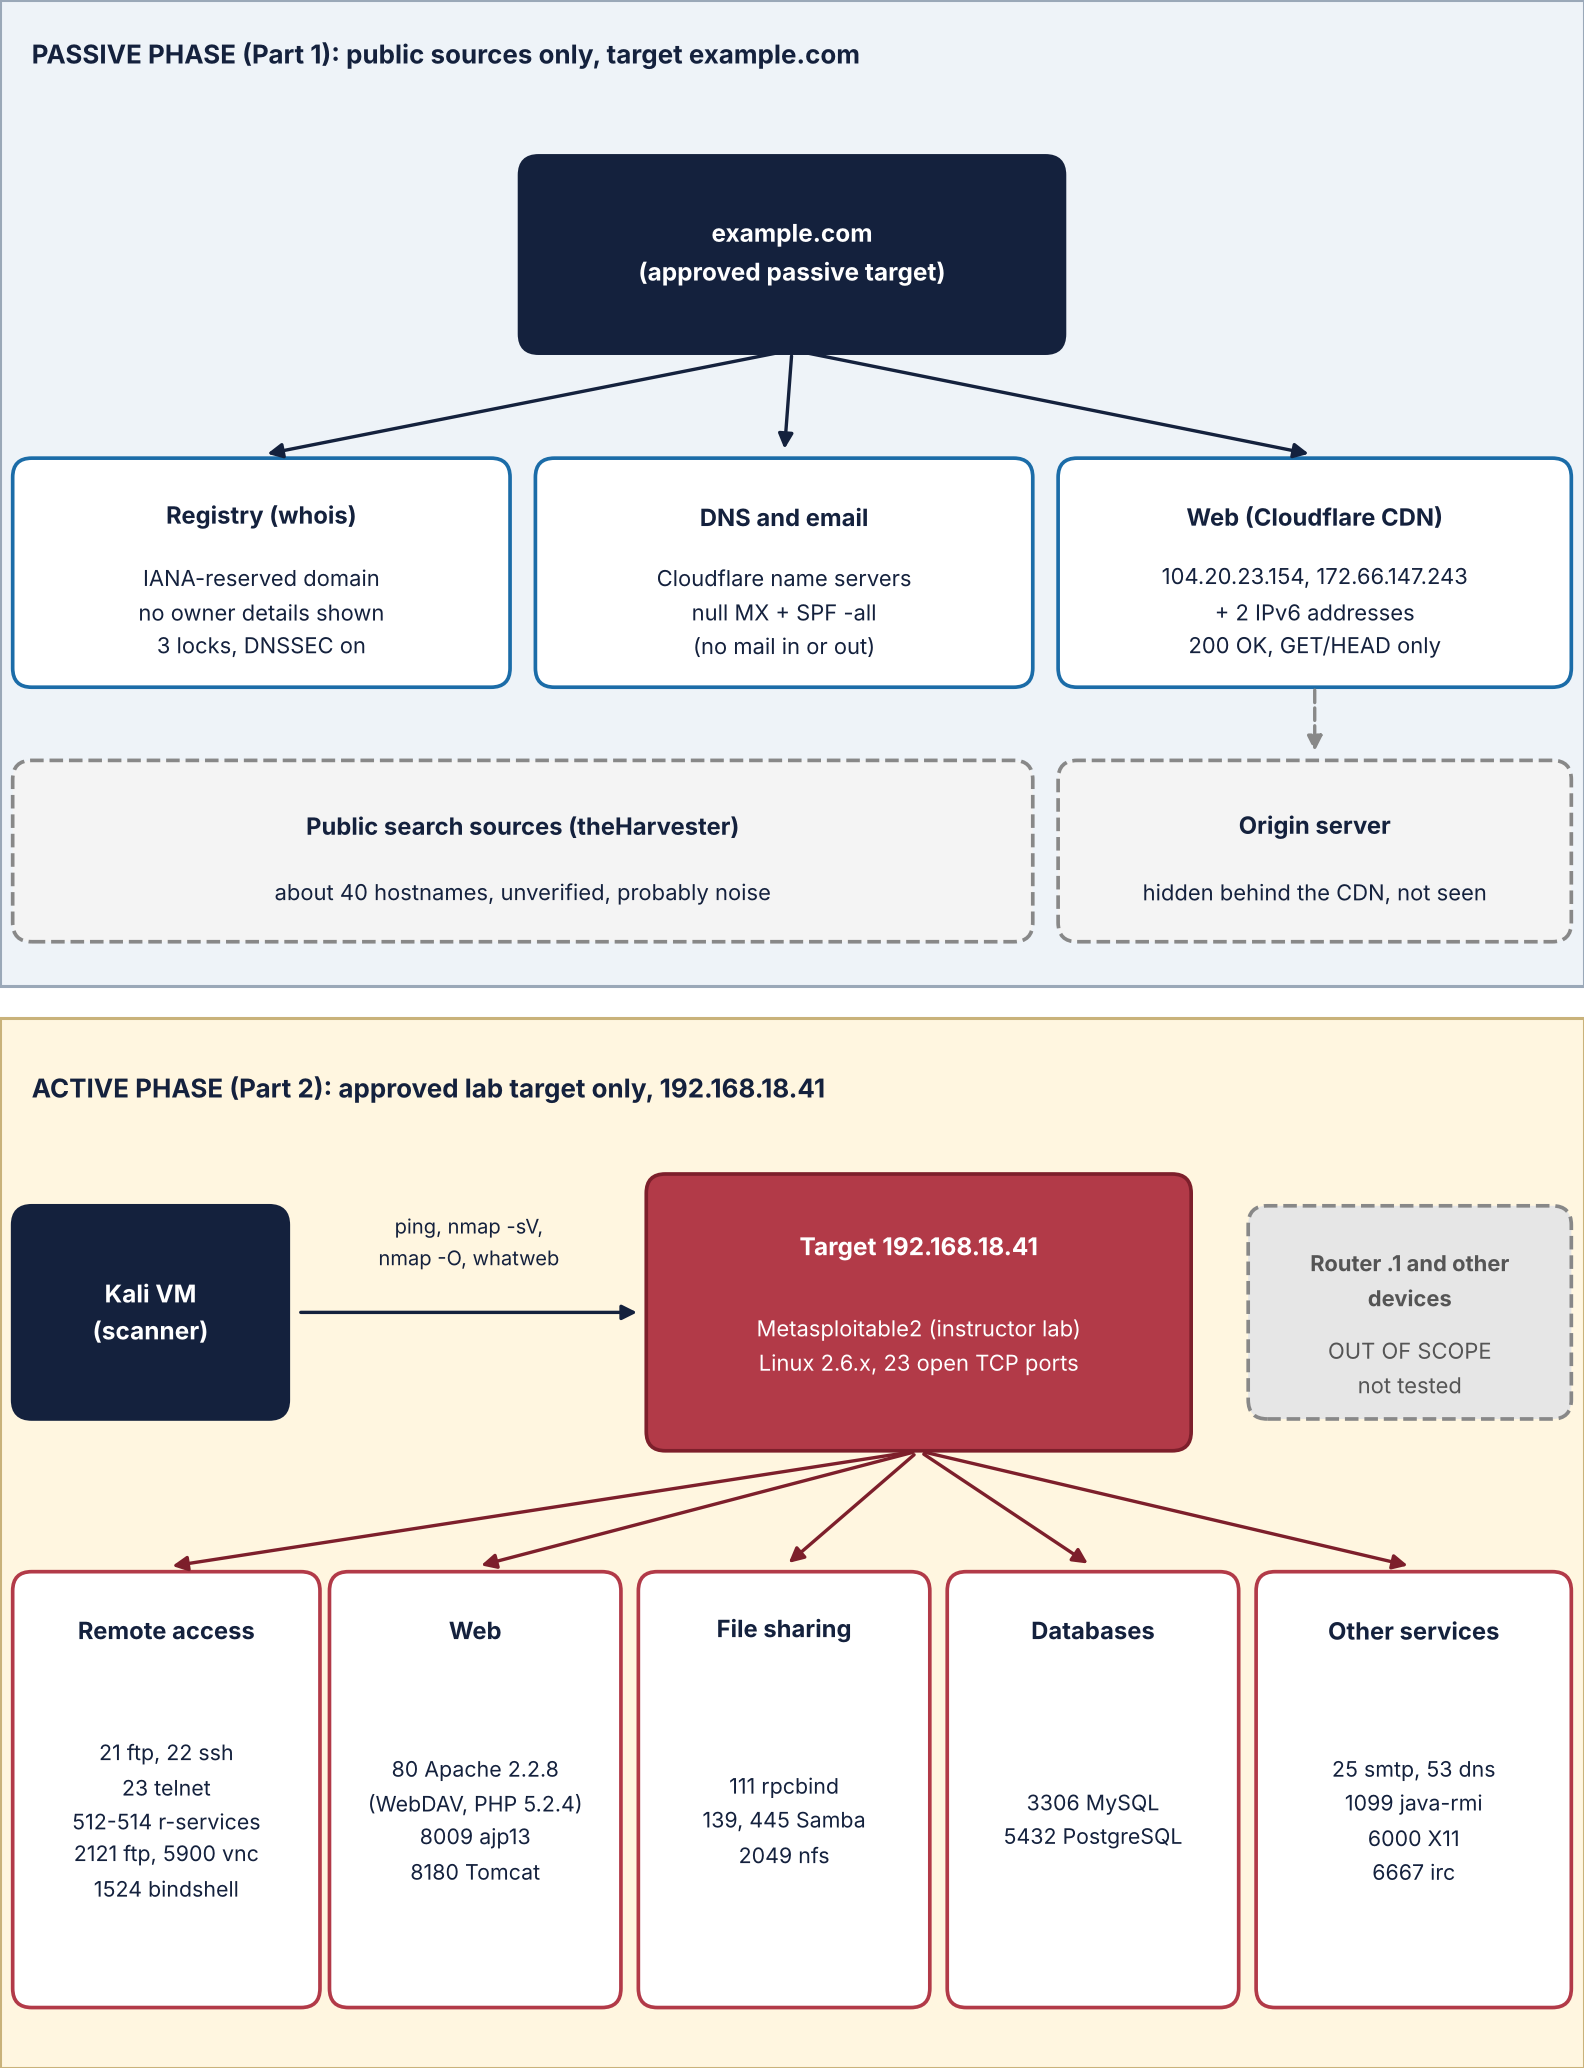 PASSIVE PHASE (Part 1): public sources only, target example.com
example.com
(approved passive target)
Registry (whois)
IANA-reserved domain
no owner details shown
3 locks, DNSSEC on
DNS and email
Cloudflare name servers
null MX + SPF -all
(no mail in or out)
Web (Cloudflare CDN)
104.20.23.154, 172.66.147.243
+ 2 IPv6 addresses
200 OK, GET/HEAD only
Public search sources (theHarvester)
about 40 hostnames, unverified, probably noise
Origin server
hidden behind the CDN, not seen
ACTIVE PHASE (Part 2): approved lab target only, 192.168.18.41
Kali VM
(scanner)
ping, nmap -sV,
nmap -O, whatweb
Target 192.168.18.41
Metasploitable2 (instructor lab)
Linux 2.6.x, 23 open TCP ports
Router .1 and other
devices
OUT OF SCOPE
not tested
Remote access
21 ftp, 22 ssh
23 telnet
512-514 r-services
2121 ftp, 5900 vnc
1524 bindshell
Web
80 Apache 2.2.8
(WebDAV, PHP 5.2.4)
8009 ajp13
8180 Tomcat
File sharing
111 rpcbind
139, 445 Samba
2049 nfs
Databases
3306 MySQL
5432 PostgreSQL
Other services
25 smtp, 53 dns
1099 java-rmi
6000 X11
6667 irc